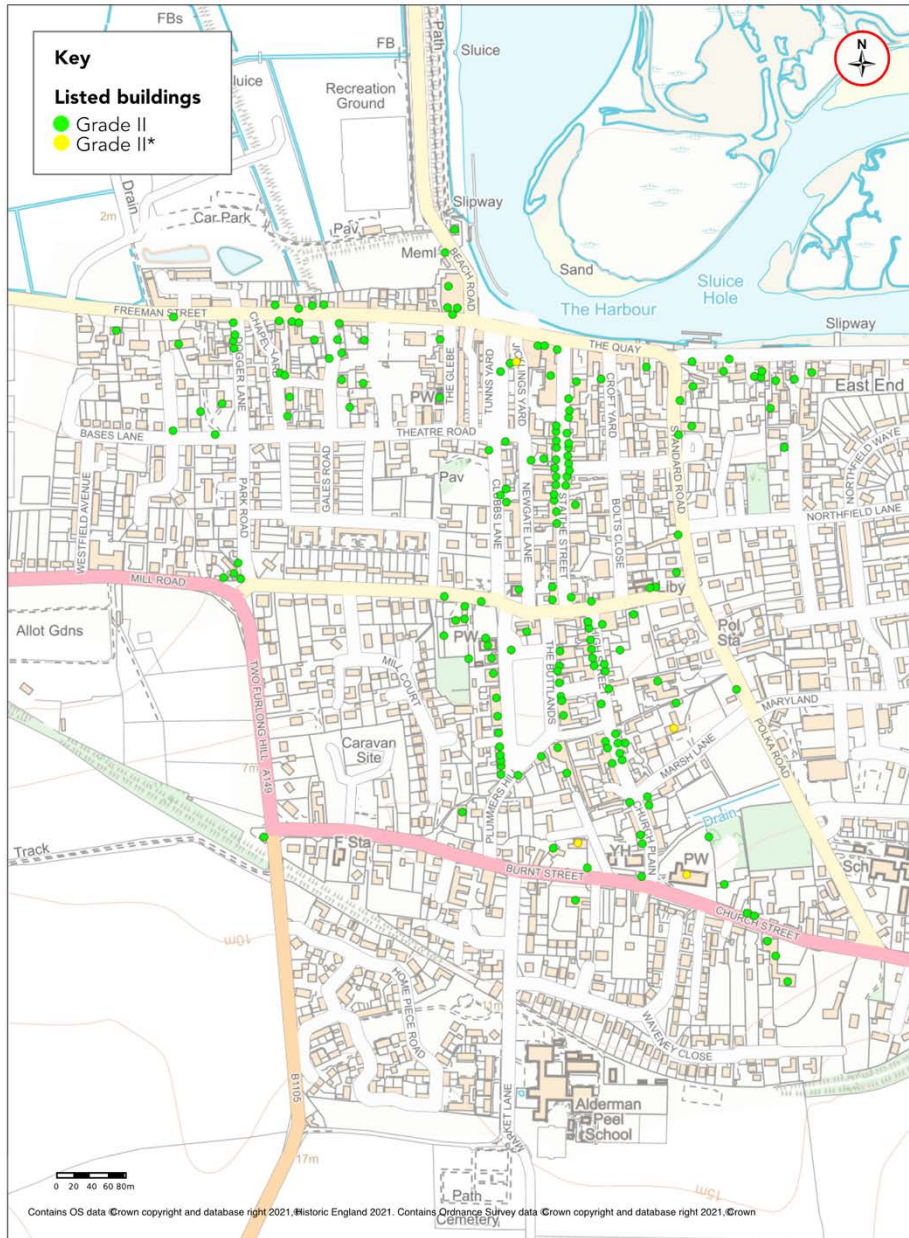 Key
Listed buildings
Grade II
Grade II*
N
FBs
FB
Path
Sluice
Recreation
Ground
Drain
2m
Car Park
Pav
Meml
Slipway
BEACH ROAD
Sand
Sluice
Hole
The Harbour
Slipway
FREEMAN STREET
THE QUAY
East End
DOGGER LANE
THE GLEBE
TUNNS YARD
JICKLINGS YARD
CROFT YARD
PW
BASES LANE
THEATRE ROAD
STANDARD ROAD
NORTHFIELD WAYE
WESTFIELD AVENUE
PARK ROAD
GALES ROAD
Pav
CLUBBS LANE
NEWGATE LANE
STAITHE STREET
BOLTS CLOSE
NORTHFIELD LANE
MILL ROAD
Liby
Allot Gdns
PW
Pol
Sta
TWO FURLONG HILL
A149
MILL COURT
THE BUTTLANDS
HIGH STREET
MARYLAND
POLKA ROAD
MARSH LANE
Caravan
Site
7m
PLUMMERS HILL
CHURCH PLAIN
Drain
Track
F Sta
BURNT STREET
YH
PW
Sch
CHURCH STREET
10m
HOME PIECE ROAD
11m
WAVENEY CLOSE
B1105
MARKET LANE
Alderman
Peel
School
17m
15m
Path
Cemetery
0 20 40 60 80m
Contains OS data ©Crown copyright and database right 2021, Historic England 2021. Contains Ordnance Survey data ©Crown copyright and database right 2021, Crown